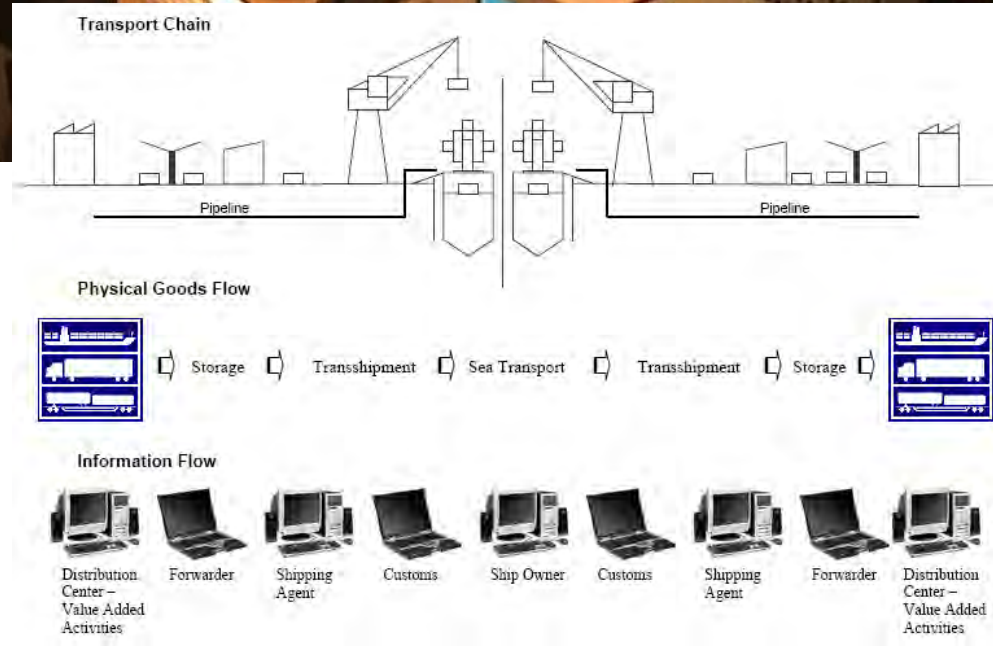 Transport Chain
Pipeline
Pipeline
Physical Goods Flow
Storage
Transshipment
Sea Transport
Transshipment
Storage
Information Flow
Distribution
Center –
Value Added
Activities
Forwarder
Shipping
Agent
Customs
Ship Owner
Customs
Shipping
Agent
Forwarder
Distribution
Center –
Value Added
Activities